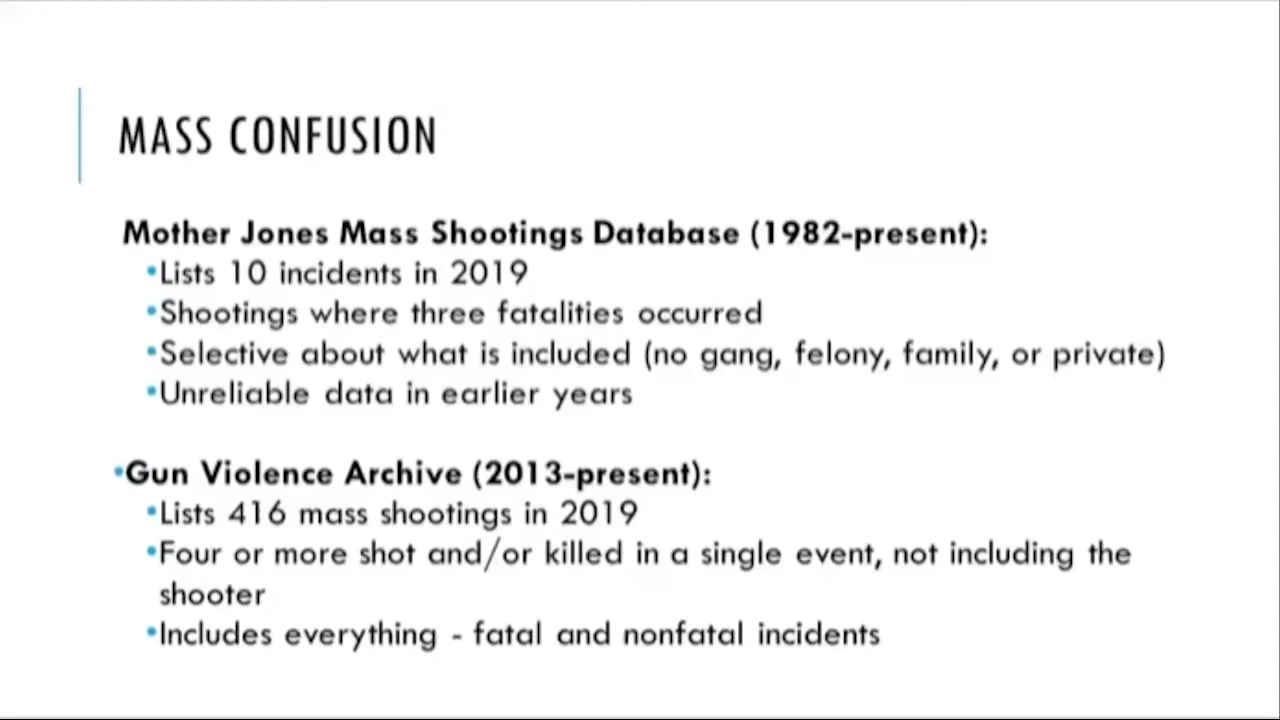 MASS CONFUSION
Mother Jones Mass Shootings Database (1982-present):
•Lists 10 incidents in 2019
•Shootings where three fatalities occurred
•Selective about what is included (no gang, felony, family, or private)
•Unreliable data in earlier years
•Gun Violence Archive (2013-present):
•Lists 416 mass shootings in 2019
•Four or more shot and/or killed in a single event, not including the
shooter
•Includes everything - fatal and nonfatal incidents